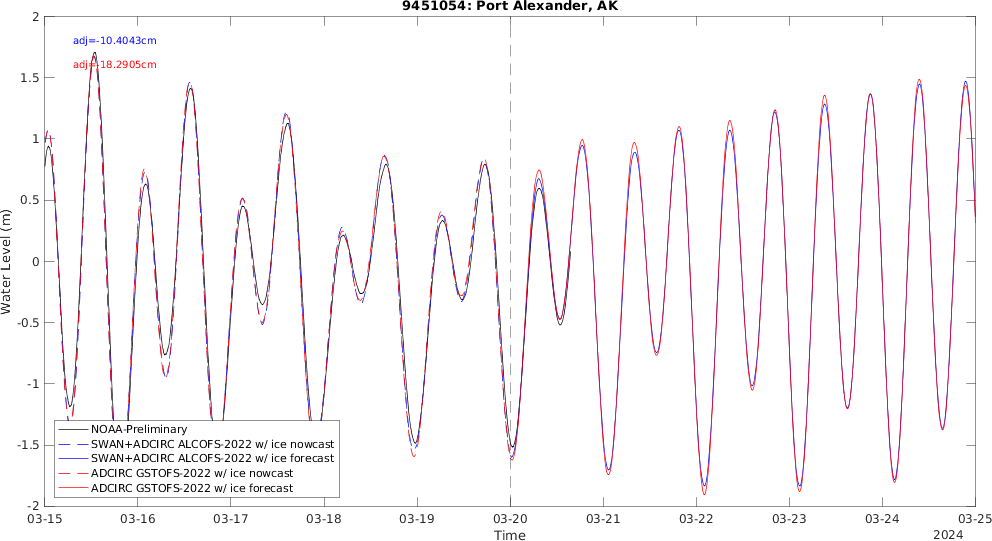 9451054: Port Alexander, AK
adj=-10.4043cm
adj=-18.2905cm
2
1.5
1
0.5
0
-0.5
-1
-1.5
-2
Water Level (m)
NOAA-Preliminary
SWAN+ADCIRC ALCOFS-2022 w/ ice nowcast
SWAN+ADCIRC ALCOFS-2022 w/ ice forecast
ADCIRC GSTOFS-2022 w/ ice nowcast
ADCIRC GSTOFS-2022 w/ ice forecast
03-15 03-16 03-17 03-18 03-19 03-20 03-21 03-22 03-23 03-24 03-25
Time
2024